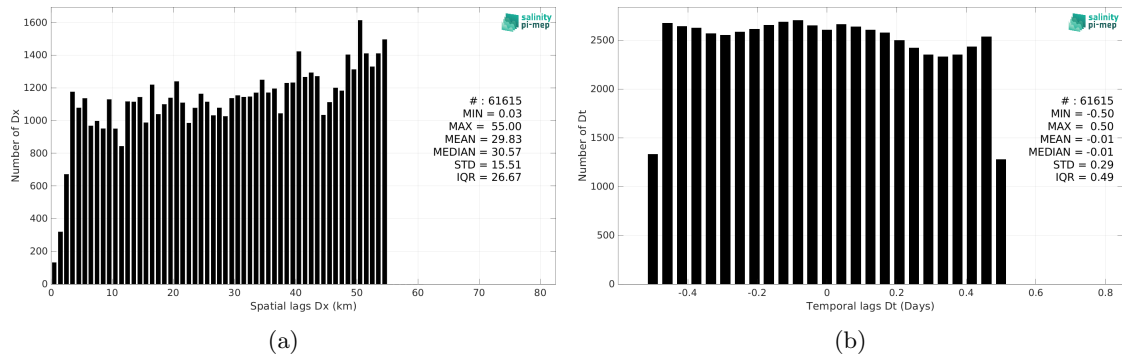 1600
1400
1200
1000
800
600
400
200
0
Number of Dx
0 10 20 30 40 50 60 70 80
Spatial lags Dx (km)
salinity
pi-mep
# : 61615
MIN = 0.03
MAX = 55.00
MEAN = 29.83
MEDIAN = 30.57
STD = 15.51
IQR = 26.67
(a)
2500
2000
1500
1000
500
0
Number of Dt
-0.4 -0.2 0 0.2 0.4 0.6 0.8
Temporal lags Dt (Days)
salinity
pi-mep
# : 61615
MIN = -0.50
MAX = 0.50
MEAN = -0.01
MEDIAN = -0.01
STD = 0.29
IQR = 0.49
(b)